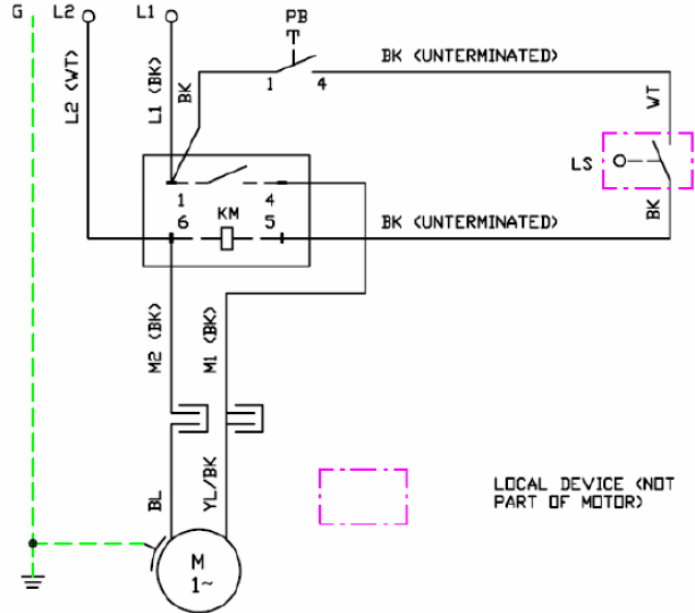 G
L2
L1
PB
BK (UNTERMINATED)
L2 (WT)
L1 (BK)
BK
1
4
WT
LS
1
4
6
KM
5
BK
BK (UNTERMINATED)
M2 (BK)
M1 (BK)
BL
YL/BK
LOCAL DEVICE (NOT
PART OF MOTOR)
M
1~